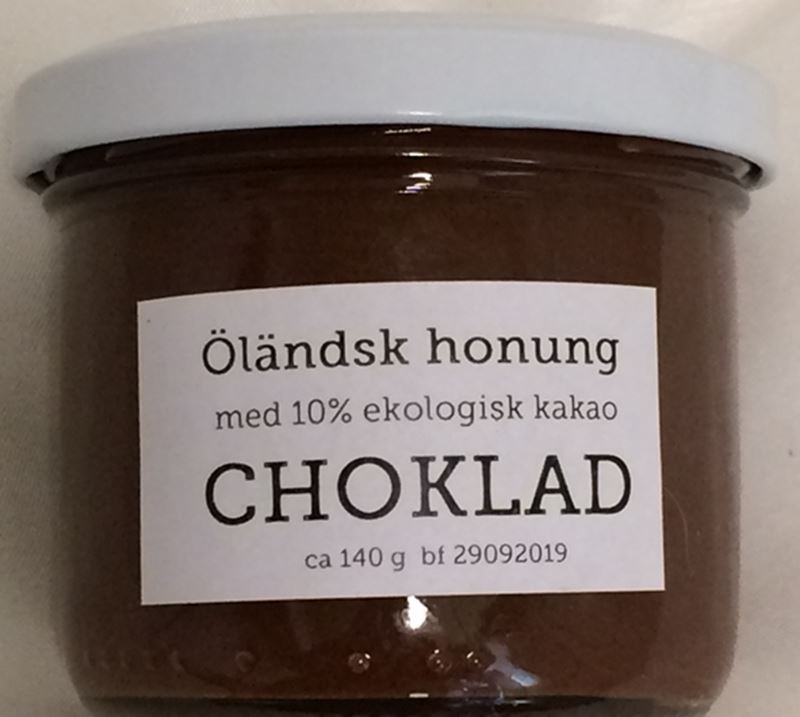 Öländsk honung
med 10% ekologisk kakao
CHOKLAD
ca 140 g bf 29092019